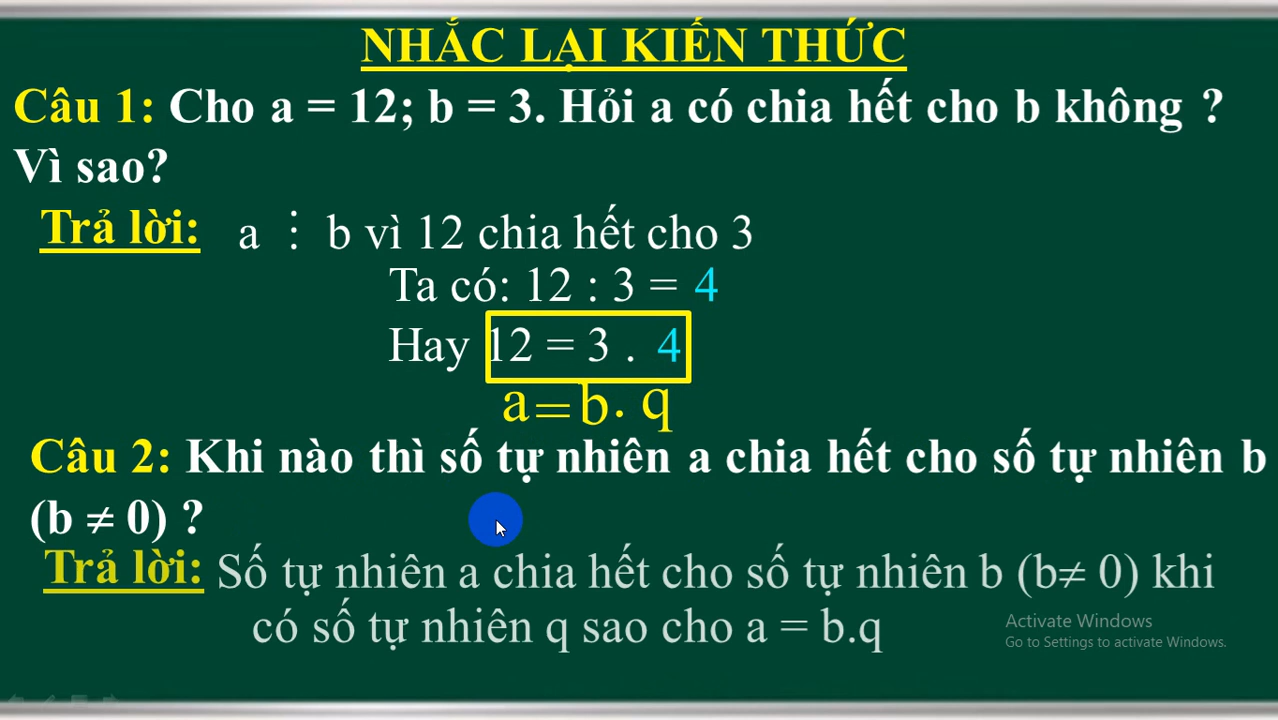 NHẮC LẠI KIẾN THỨC
Câu 1: Cho a = 12; b = 3. Hỏi a có chia hết cho b không ?
Vì sao?
Trả lời: a ⋮ b vì 12 chia hết cho 3
Ta có: 12 : 3 = 4
Hay 12 = 3 . 4
a = b. q
Câu 2: Khi nào thì số tự nhiên a chia hết cho số tự nhiên b
(b ≠ 0) ?
Trả lời: Số tự nhiên a chia hết cho số tự nhiên b (b≠ 0) khi
có số tự nhiên q sao cho a = b.q
Activate Windows
Go to Settings to activate Windows.